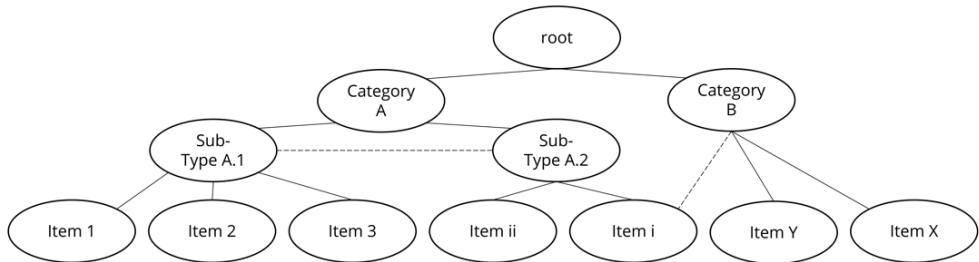 root
Category
A
Category
B
Sub-
Type A.1
Sub-
Type A.2
Item 1
Item 2
Item 3
Item ii
Item i
Item Y
Item X